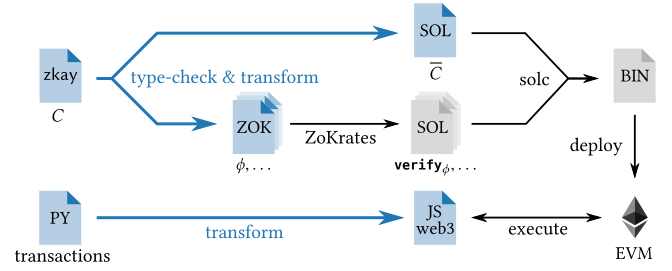 SOL
zkay
type-check & transform
C̅
solc
BIN
C
ZOK
ZoKrates
SOL
ϕ, . . .
verifyϕ, . . .
deploy
PY
transform
JS
web3
execute
transactions
EVM